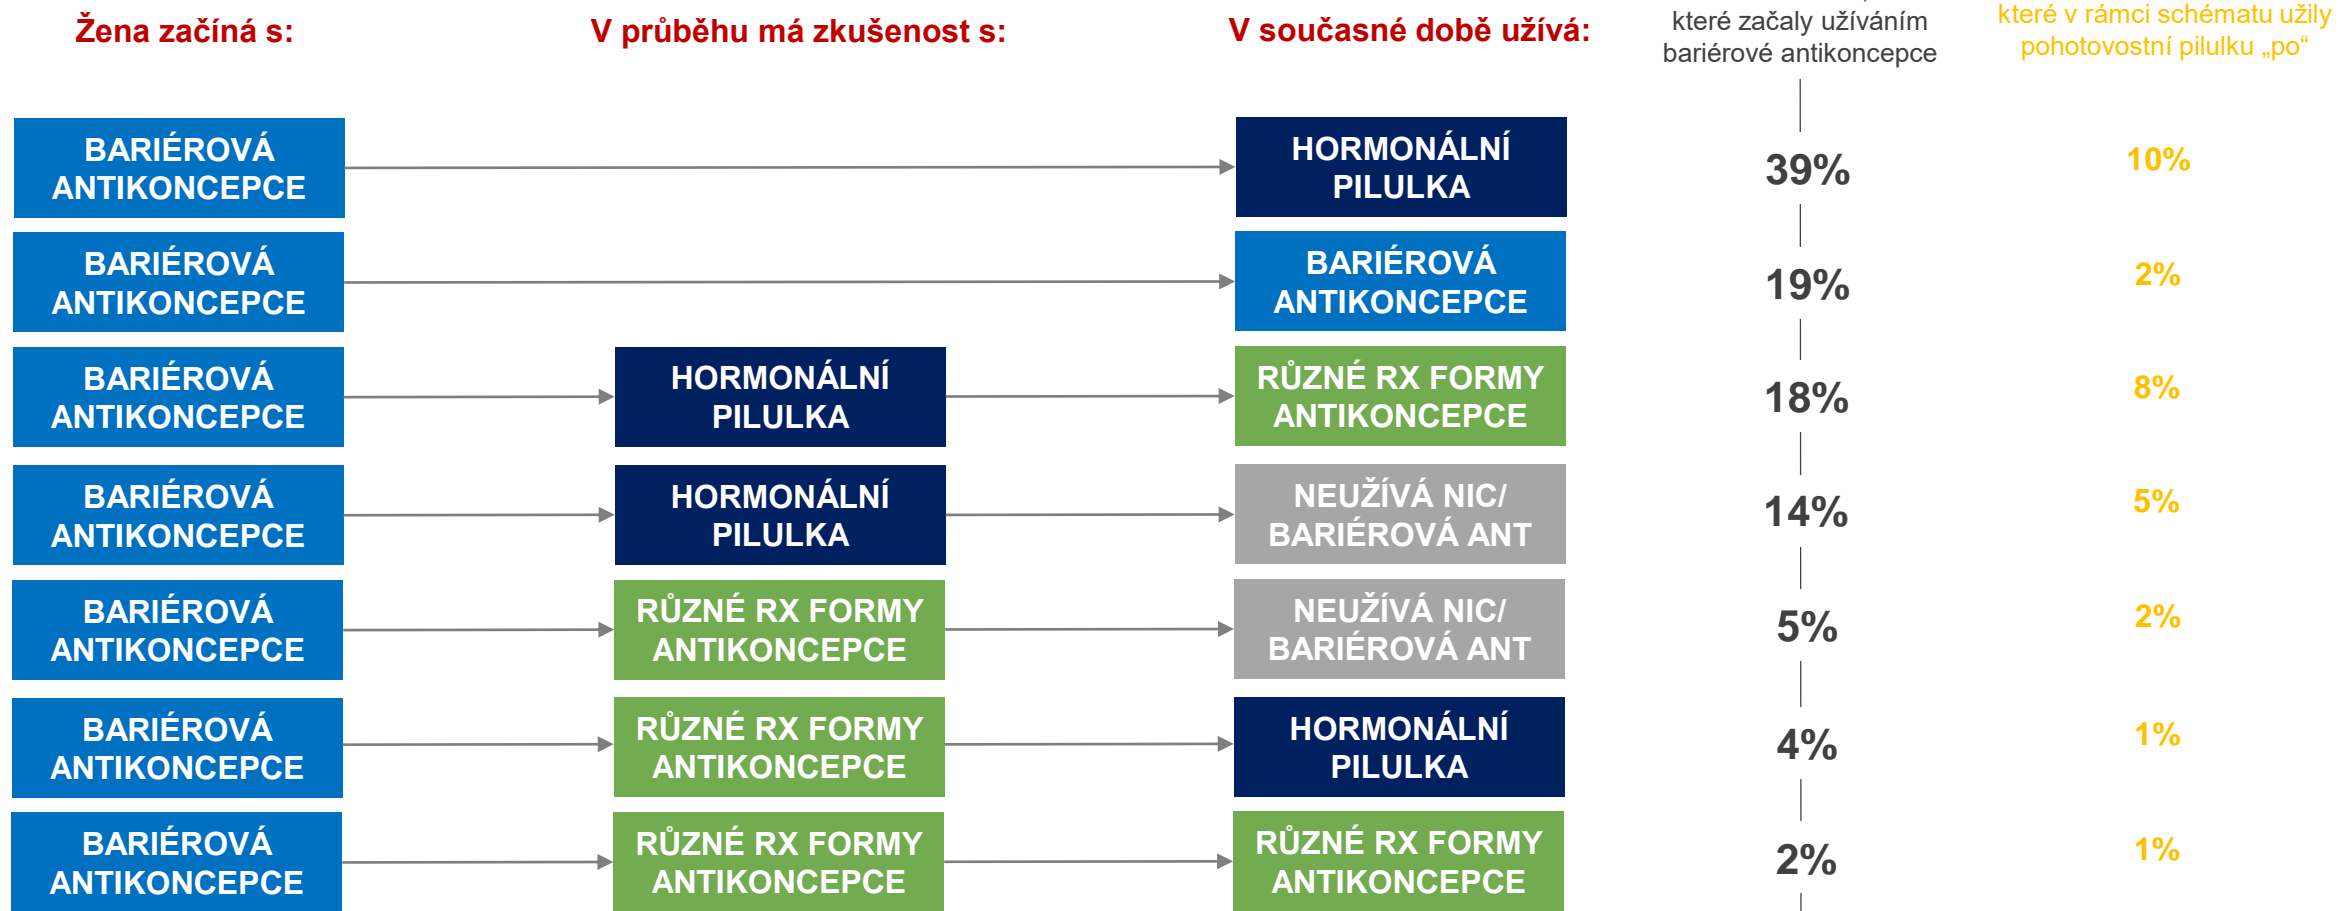 Žena začíná s:
V průběhu má zkušenost s:
V současné době užívá:
které začaly užíváním
bariérové antikoncepce
které v rámci schématu užily
pohotovostní pilulku „po“
BARIÉROVÁ
ANTIKONCEPCE
HORMONÁLNÍ
PILULKA
39%
10%
BARIÉROVÁ
ANTIKONCEPCE
BARIÉROVÁ
ANTIKONCEPCE
19%
2%
BARIÉROVÁ
ANTIKONCEPCE
HORMONÁLNÍ
PILULKA
RŮZNÉ RX FORMY
ANTIKONCEPCE
18%
8%
BARIÉROVÁ
ANTIKONCEPCE
HORMONÁLNÍ
PILULKA
NEUŽÍVÁ NIC/
BARIÉROVÁ ANT
14%
5%
BARIÉROVÁ
ANTIKONCEPCE
RŮZNÉ RX FORMY
ANTIKONCEPCE
NEUŽÍVÁ NIC/
BARIÉROVÁ ANT
5%
2%
BARIÉROVÁ
ANTIKONCEPCE
RŮZNÉ RX FORMY
ANTIKONCEPCE
HORMONÁLNÍ
PILULKA
4%
1%
BARIÉROVÁ
ANTIKONCEPCE
RŮZNÉ RX FORMY
ANTIKONCEPCE
RŮZNÉ RX FORMY
ANTIKONCEPCE
2%
1%